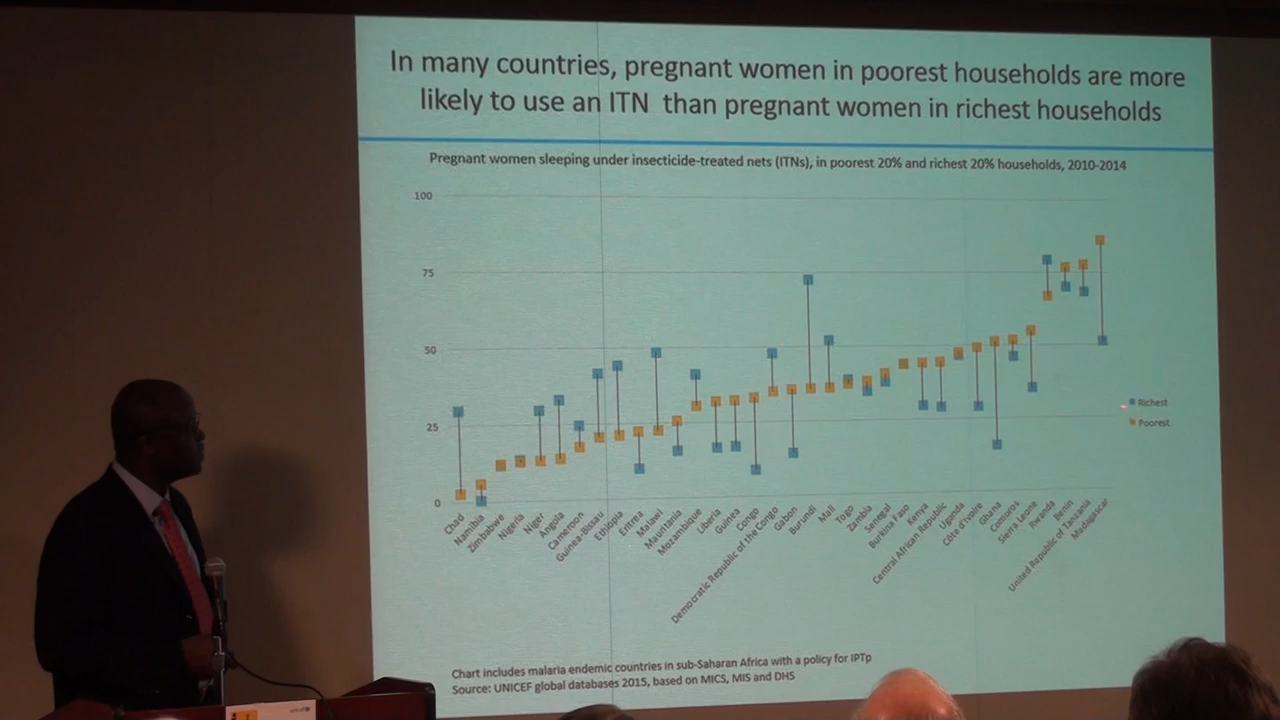 In many countries, pregnant women in poorest households are more
likely to use an ITN than pregnant women in richest households
Pregnant women sleeping under insecticide-treated nets (ITNs), in poorest 20% and richest 20% households, 2010-2014
100
75
50
25
0
Richest
Poorest
Chad
Namibia
Zimbabwe
Nigeria
Niger
Angola
Cameroon
Guinea-Bissau
Ethiopia
Eritrea
Malawi
Mauritania
Mozambique
Liberia
Guinea
Congo
Democratic Republic of the Congo
Gabon
Burundi
Mali
Togo
Zambia
Senegal
Burkina Faso
Kenya
Central African Republic
Uganda
Côte d'Ivoire
Ghana
Comoros
Sierra Leone
Rwanda
Benin
United Republic of Tanzania
Madagascar
Chart includes malaria endemic countries in sub-Saharan Africa with a policy for IPTp
Source: UNICEF global databases 2015, based on MICS, MIS and DHS
unicef